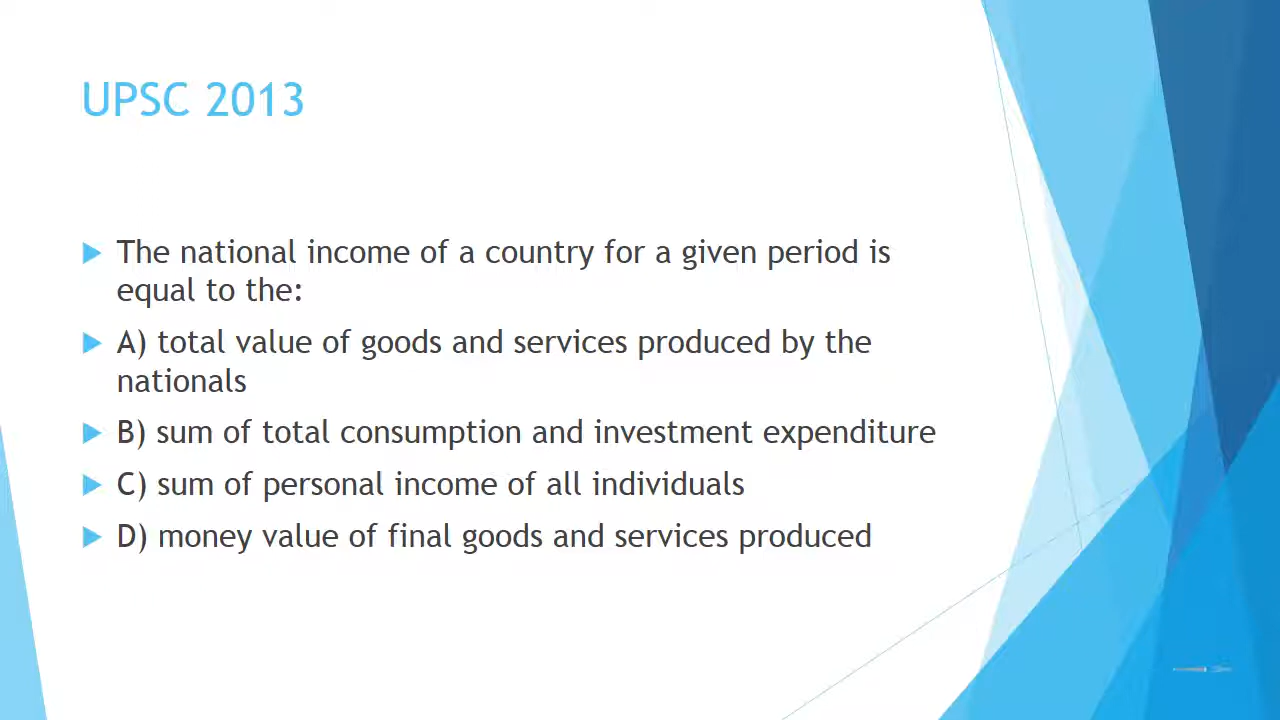 UPSC 2013
The national income of a country for a given period is
equal to the:
A) total value of goods and services produced by the
nationals
B) sum of total consumption and investment expenditure
C) sum of personal income of all individuals
D) money value of final goods and services produced